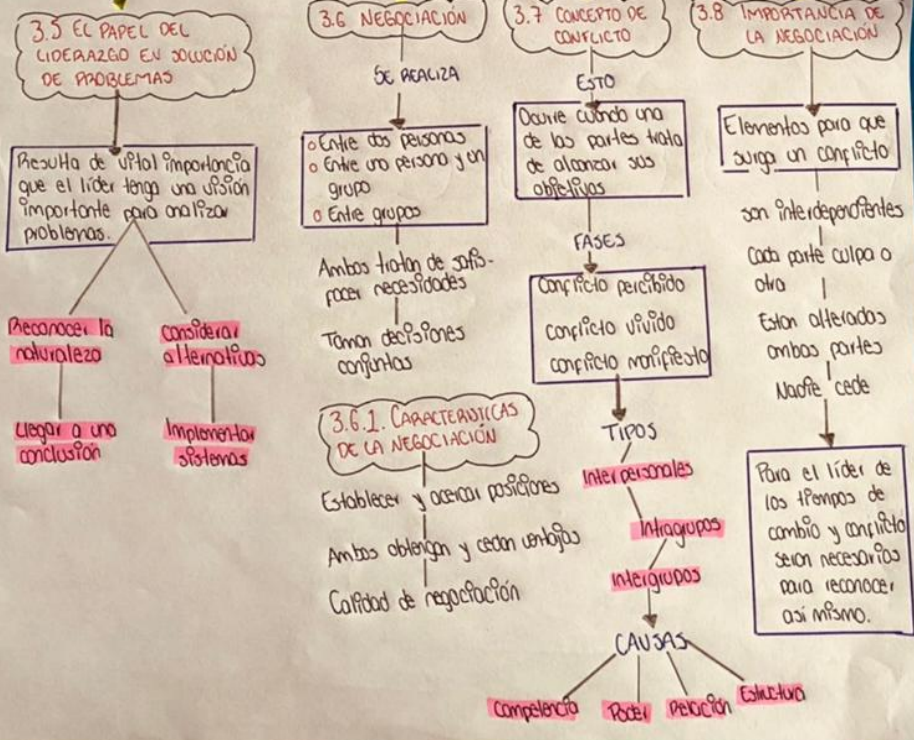 3.5 EL PAPEL DEL
LIDERAZGO EN SOLUCIÓN
DE PROBLEMAS
Resulta de vital importancia
que el líder tenga una visión
importante para analizar
problemas.
Reconocer la
naturaleza
Llegar a una
conclusión
considerar
alternativas
Implementar
sistemas
3.6 NEGOCIACIÓN
SE REALIZA
Entre dos personas
Entre una persona y un
grupo
Entre grupos
Ambos tratan de satis-
facer necesidades
Toman decisiones
conjuntas
3.6.1. CARACTERISTICAS
DE LA NEGOCIACIÓN
Establecer y acercar posiciones
Ambos obtengan y cedan ventajas
Calidad de negociación
3.7 CONCEPTO DE
CONFLICTO
ESTO
Ocurre cuando una
de las partes trata
de alcanzar sus
objetivos
FASES
Conflicto percibido
conflicto vivido
conflicto manifiesto
TIPOS
Interpersonales
Intragrupos
Intergrupos
CAUSAS
Competencia
Poder
Relación
Estructura
3.8 IMPORTANCIA DE
LA NEGOCIACIÓN
Elementos para que
surga un conflicto
son interdependientes
Cada parte culpa a
otra
Estan alteradas
ambas partes
Nadie cede
Para el líder de
los tiempos de
cambio y conflicto
serán necesarios
para reconocer
asi mismo.